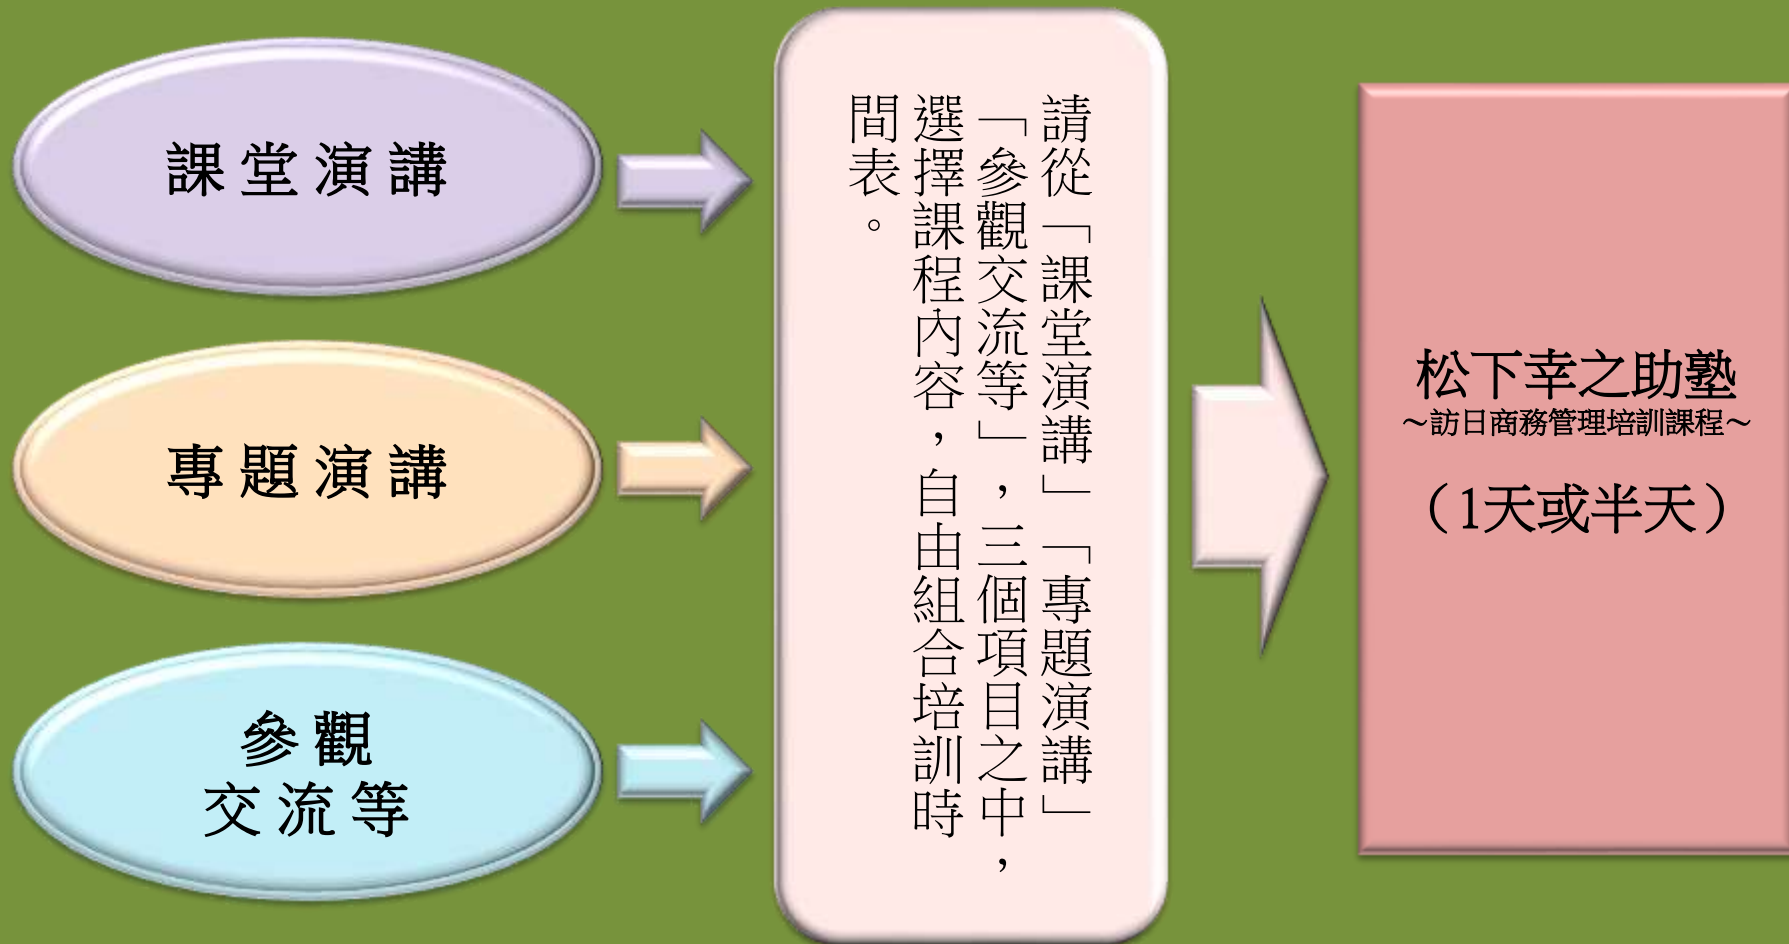 課堂演講
專題演講
參觀
交流等
請從「課堂演講」「專題演講」
「參觀交流等」，三個項目之中，
選擇課程內容，自由組合培訓時
間表。
松下幸之助塾
～訪日商務管理培訓課程～
（1天或半天）